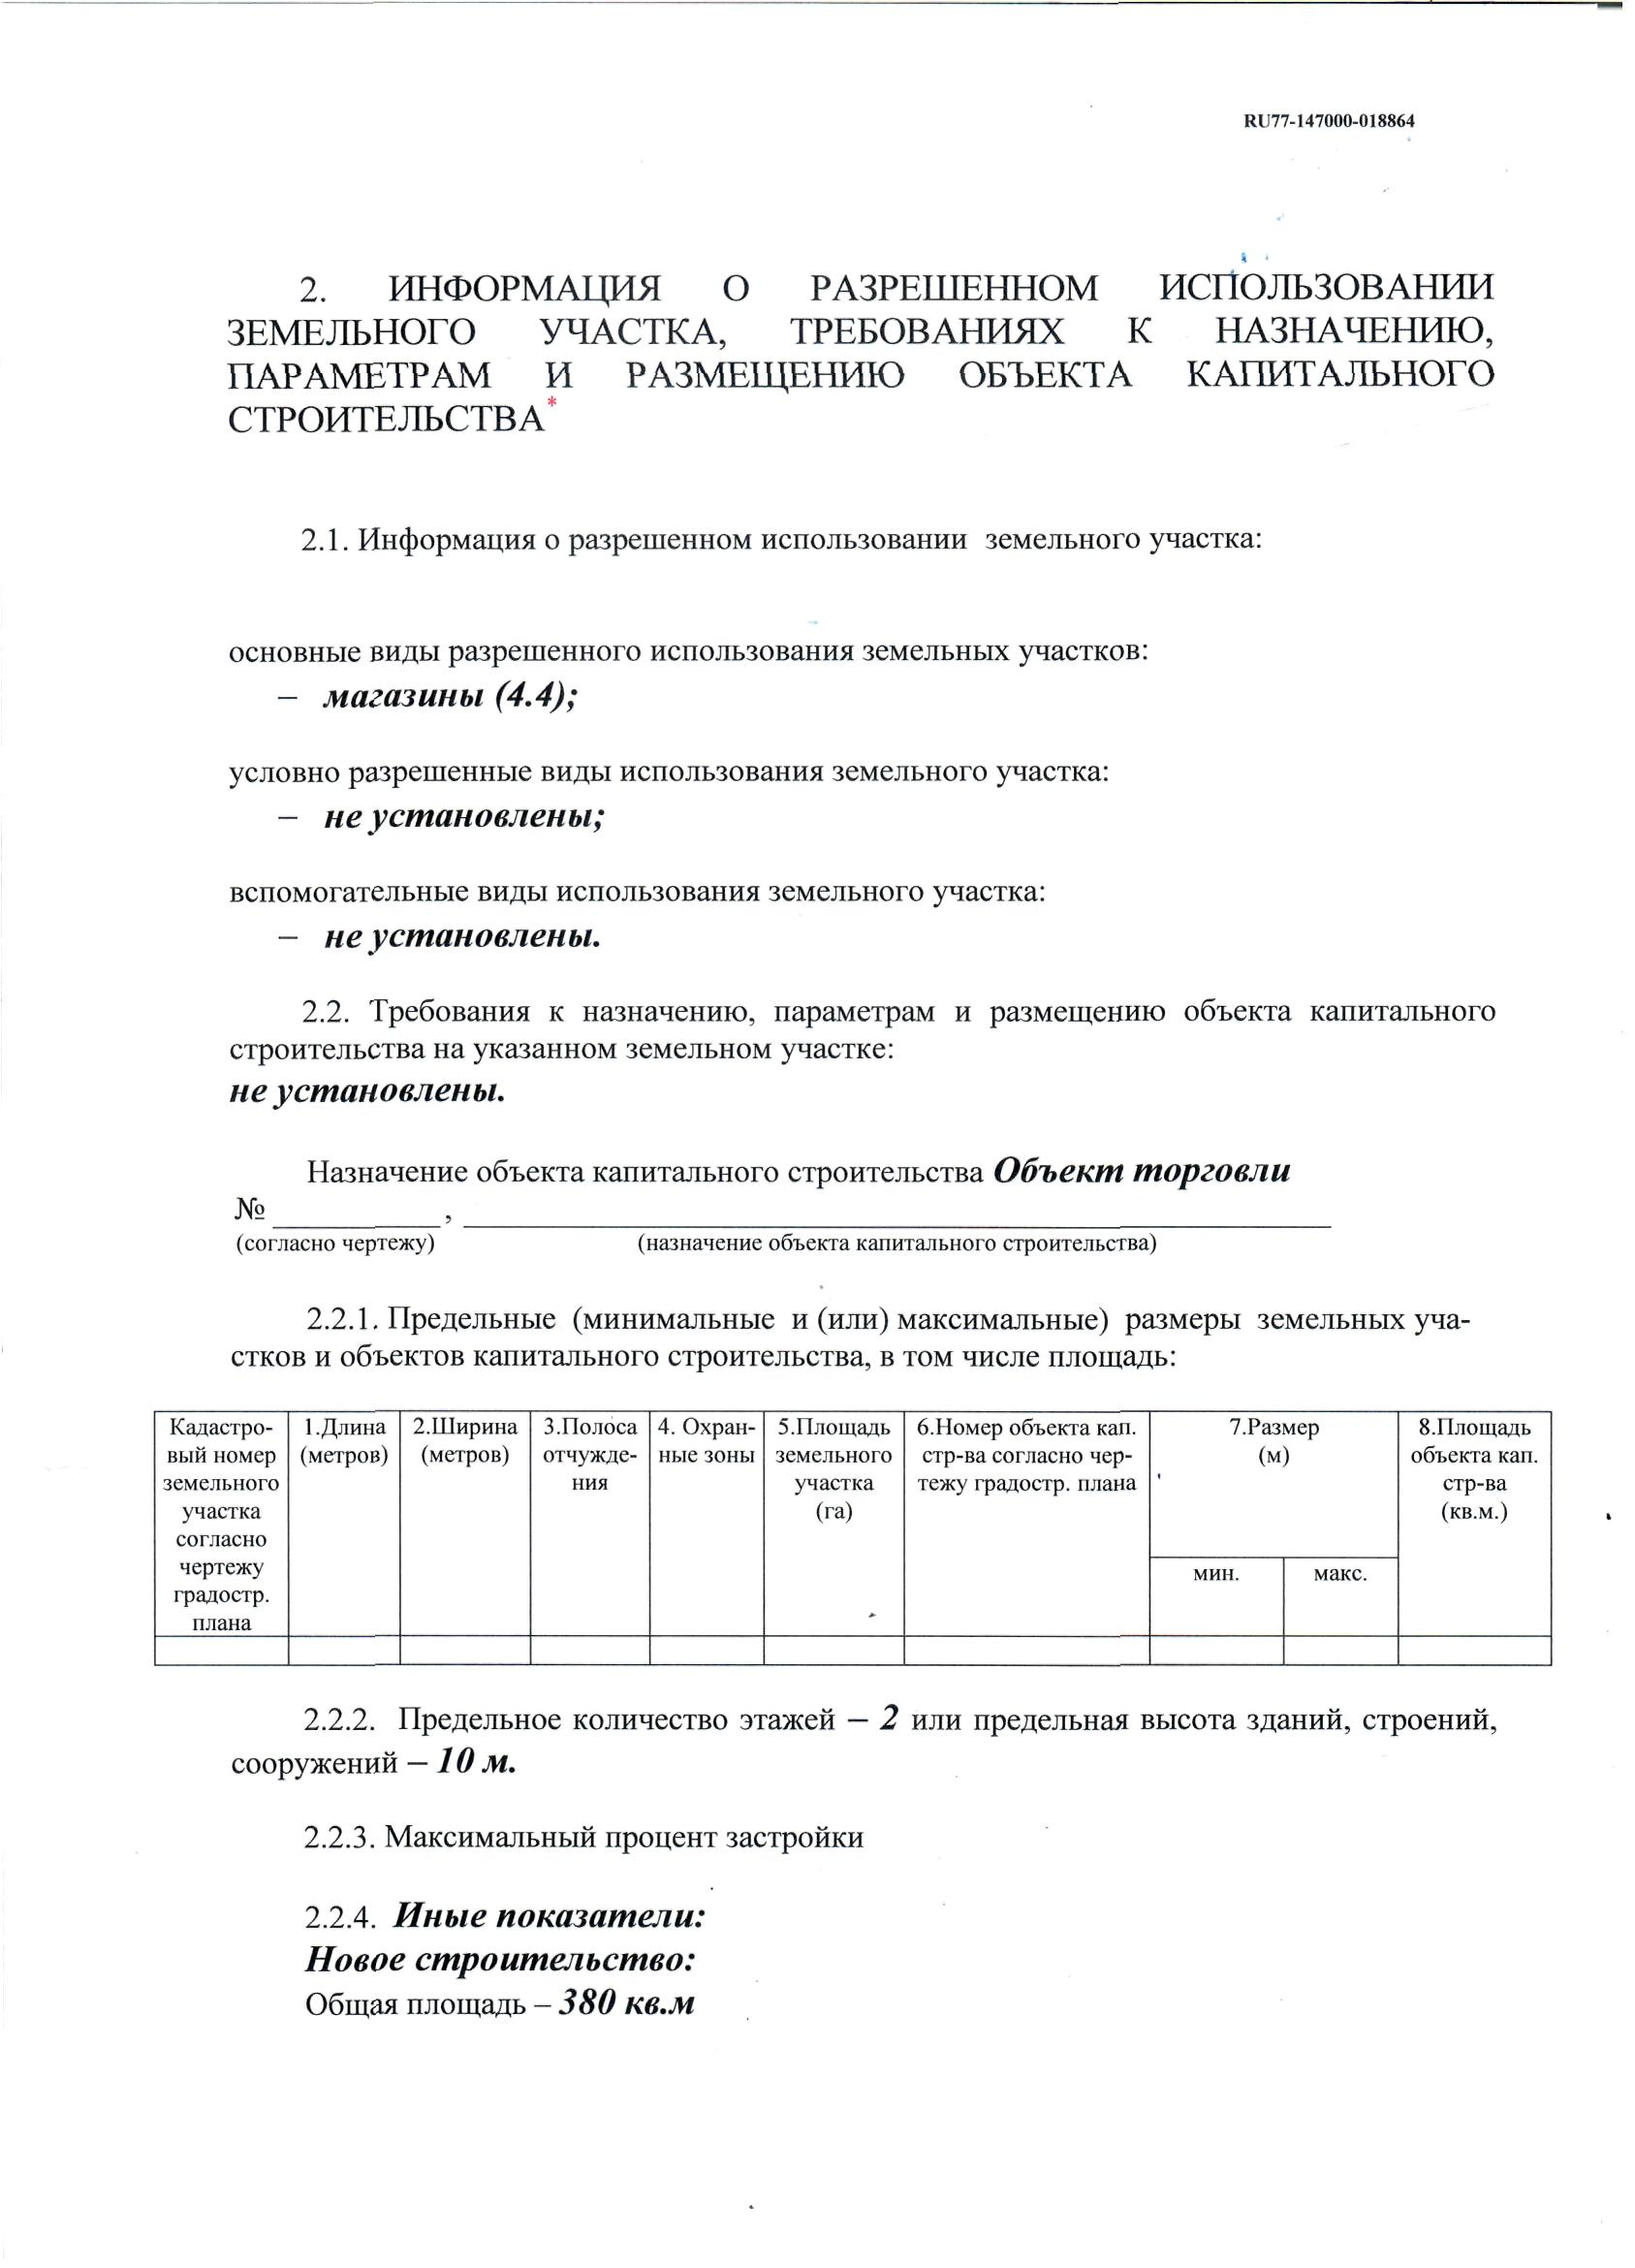 RU77-147000-018864
2. ИНФОРМАЦИЯ О РАЗРЕШЕННОМ ИСПОЛЬЗОВАНИИ
ЗЕМЕЛЬНОГО УЧАСТКА, ТРЕБОВАНИЯХ К НАЗНАЧЕНИЮ,
ПАРАМЕТРАМ И РАЗМЕЩЕНИЮ ОБЪЕКТА КАПИТАЛЬНОГО
СТРОИТЕЛЬСТВА*
2.1. Информация о разрешенном использовании земельного участка:
основные виды разрешенного использования земельных участков:
– магазины (4.4);
условно разрешенные виды использования земельного участка:
– не установлены;
вспомогательные виды использования земельного участка:
– не установлены.
2.2. Требования к назначению, параметрам и размещению объекта капитального
строительства на указанном земельном участке:
не установлены.
Назначение объекта капитального строительства Объект торговли
№ ___________, ___________________________________________________
(согласно чертежу) (назначение объекта капитального строительства)
2.2.1. Предельные (минимальные и (или) максимальные) размеры земельных уча-
стков и объектов капитального строительства, в том числе площадь:
Кадастро- 1.Длина 2.Ширина 3.Полоса 4. Охран- 5.Площадь 6.Номер объекта кап. 7.Размер 8.Площадь
вый номер (метров) (метров) отчужде- ные зоны земельного стр-ва согласно чер- (м) объекта кап.
земельного ния участка тежу градостр. плана стр-ва
участка (га) (кв.м.)
согласно
чертежу мин. макс.
градостр.
плана
2.2.2. Предельное количество этажей – 2 или предельная высота зданий, строений,
сооружений – 10 м.
2.2.3. Максимальный процент застройки
2.2.4. Иные показатели:
Новое строительство:
Общая площадь – 380 кв.м